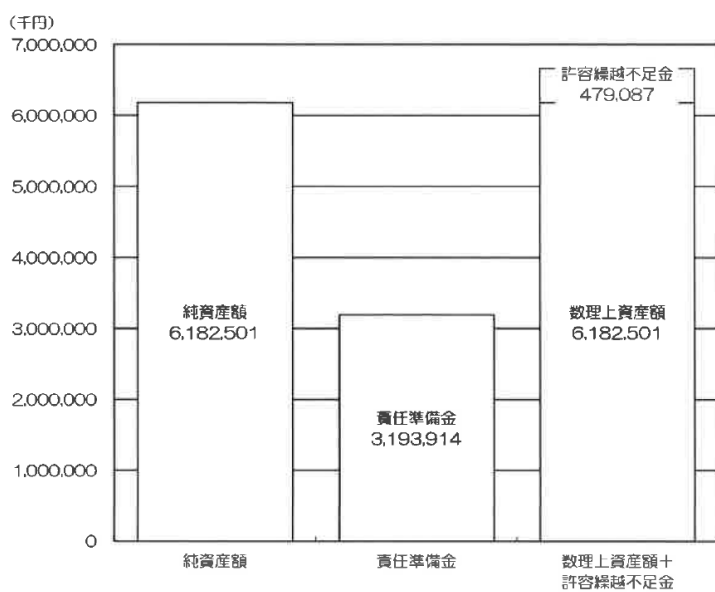 (千円)
7,000,000
6,000,000
5,000,000
4,000,000
3,000,000
2,000,000
1,000,000
0
純資産額
6,182,501
責任準備金
3,193,914
許容繰越不足金
479,087
数理上資産額
6,182,501
純資産額
責任準備金
数理上資産額＋
許容繰越不足金